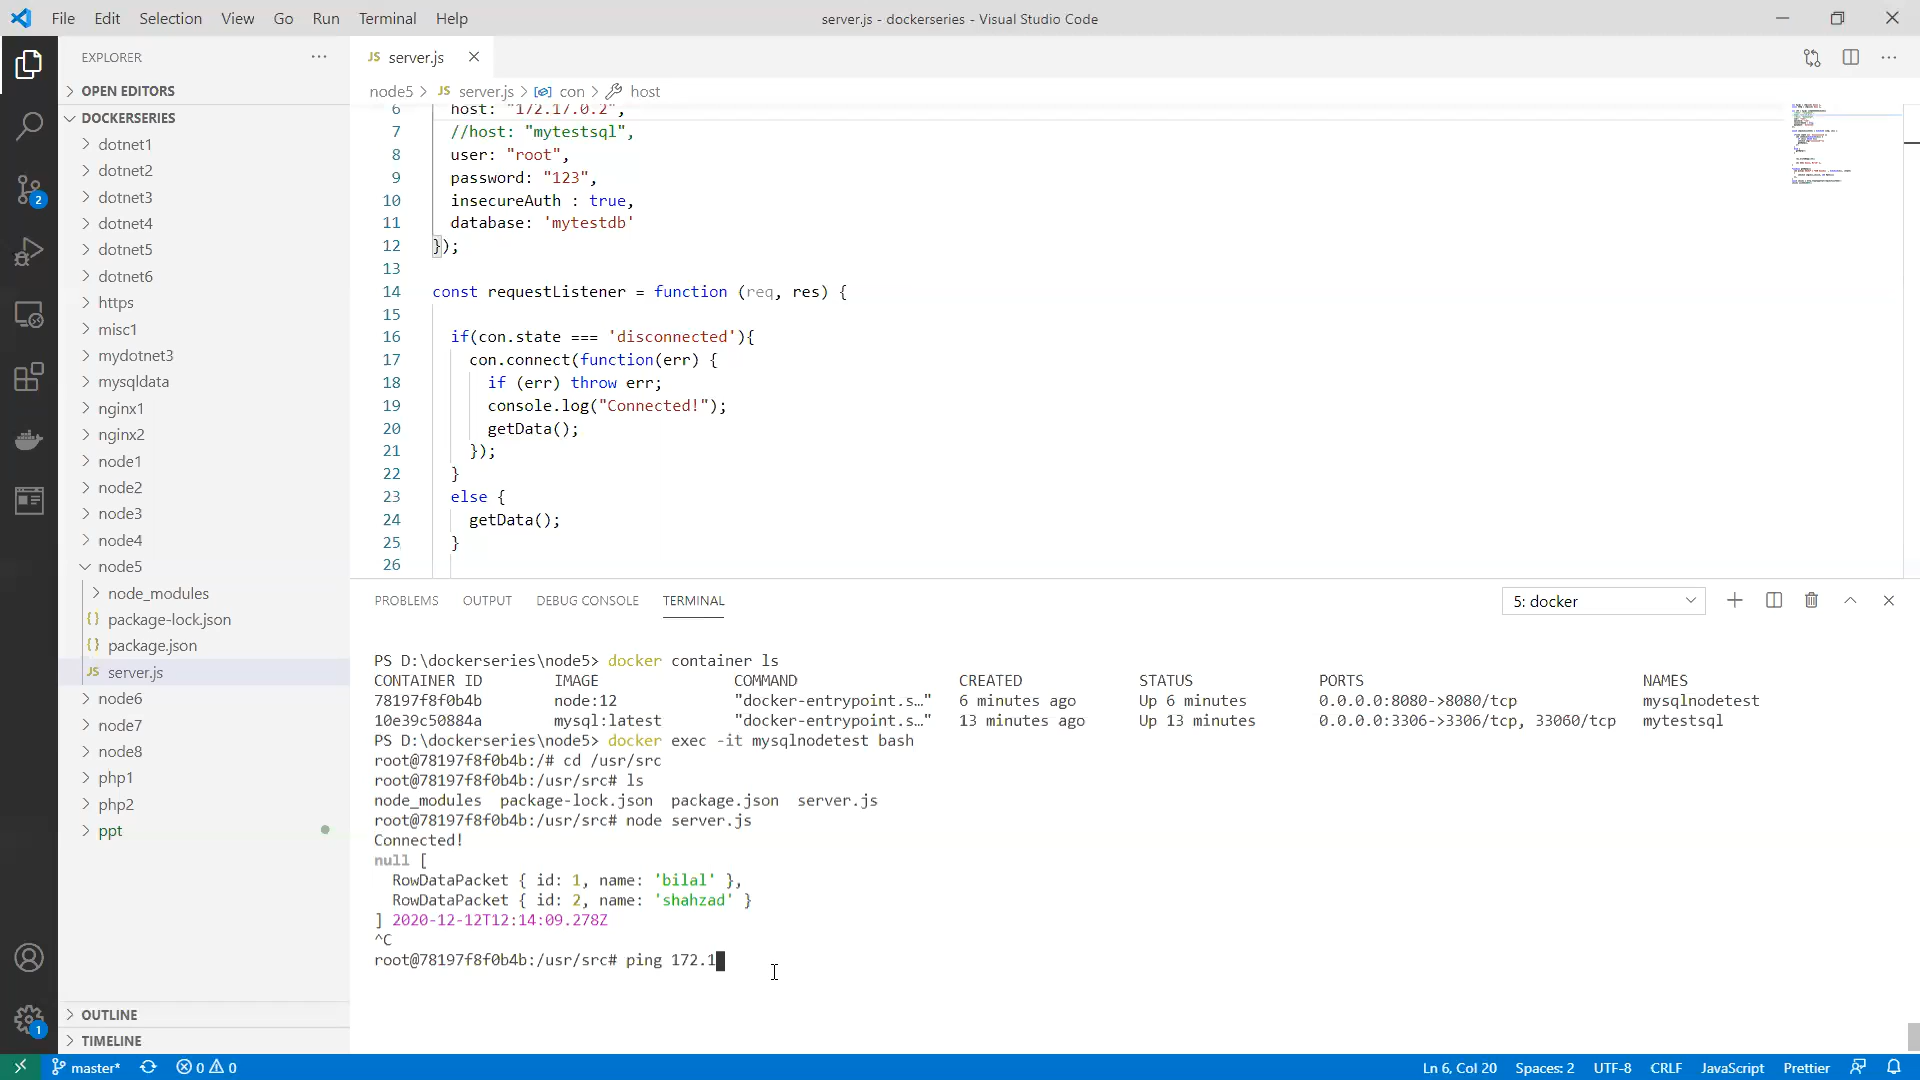 File Edit Selection View Go Run Terminal Help
server.js - dockerseries - Visual Studio Code
EXPLORER
OPEN EDITORS
DOCKERSERIES
dotnet1
dotnet2
dotnet3
dotnet4
dotnet5
dotnet6
https
misc1
mydotnet3
mysqldata
nginx1
nginx2
node1
node2
node3
node4
node5
node_modules
{} package-lock.json
{} package.json
JS server.js
node6
node7
node8
php1
php2
ppt
OUTLINE
TIMELINE
2
1
JS server.js
node5 > JS server.js > con > host
6 host: "172.17.0.2",
7 //host: "mytestsql",
8 user: "root",
9 password: "123",
10 insecureAuth : true,
11 database: 'mytestdb'
12 });
13
14 const requestListener = function (req, res) {
15
16 if(con.state === 'disconnected'){
17 con.connect(function(err) {
18 if (err) throw err;
19 console.log("Connected!");
20 getData();
21 });
22 }
23 else {
24 getData();
25 }
26
PROBLEMS OUTPUT DEBUG CONSOLE TERMINAL
5: docker
PS D:\dockerseries\node5> docker container ls
CONTAINER ID IMAGE COMMAND CREATED STATUS PORTS NAMES
78197f8f0b4b node:12 "docker-entrypoint.s…" 6 minutes ago Up 6 minutes 0.0.0.0:8080->8080/tcp mysqlnodetest
10e39c50884a mysql:latest "docker-entrypoint.s…" 13 minutes ago Up 13 minutes 0.0.0.0:3306->3306/tcp, 33060/tcp mytestsql
PS D:\dockerseries\node5> docker exec -it mysqlnodetest bash
root@78197f8f0b4b:/# cd /usr/src
root@78197f8f0b4b:/usr/src# ls
node_modules package-lock.json package.json server.js
root@78197f8f0b4b:/usr/src# node server.js
Connected!
null [
RowDataPacket { id: 1, name: 'bilal' },
RowDataPacket { id: 2, name: 'shahzad' }
] 2020-12-12T12:14:09.278Z
^C
root@78197f8f0b4b:/usr/src# ping 172.1
master* 0 0 Ln 6, Col 20 Spaces: 2 UTF-8 CRLF JavaScript Prettier